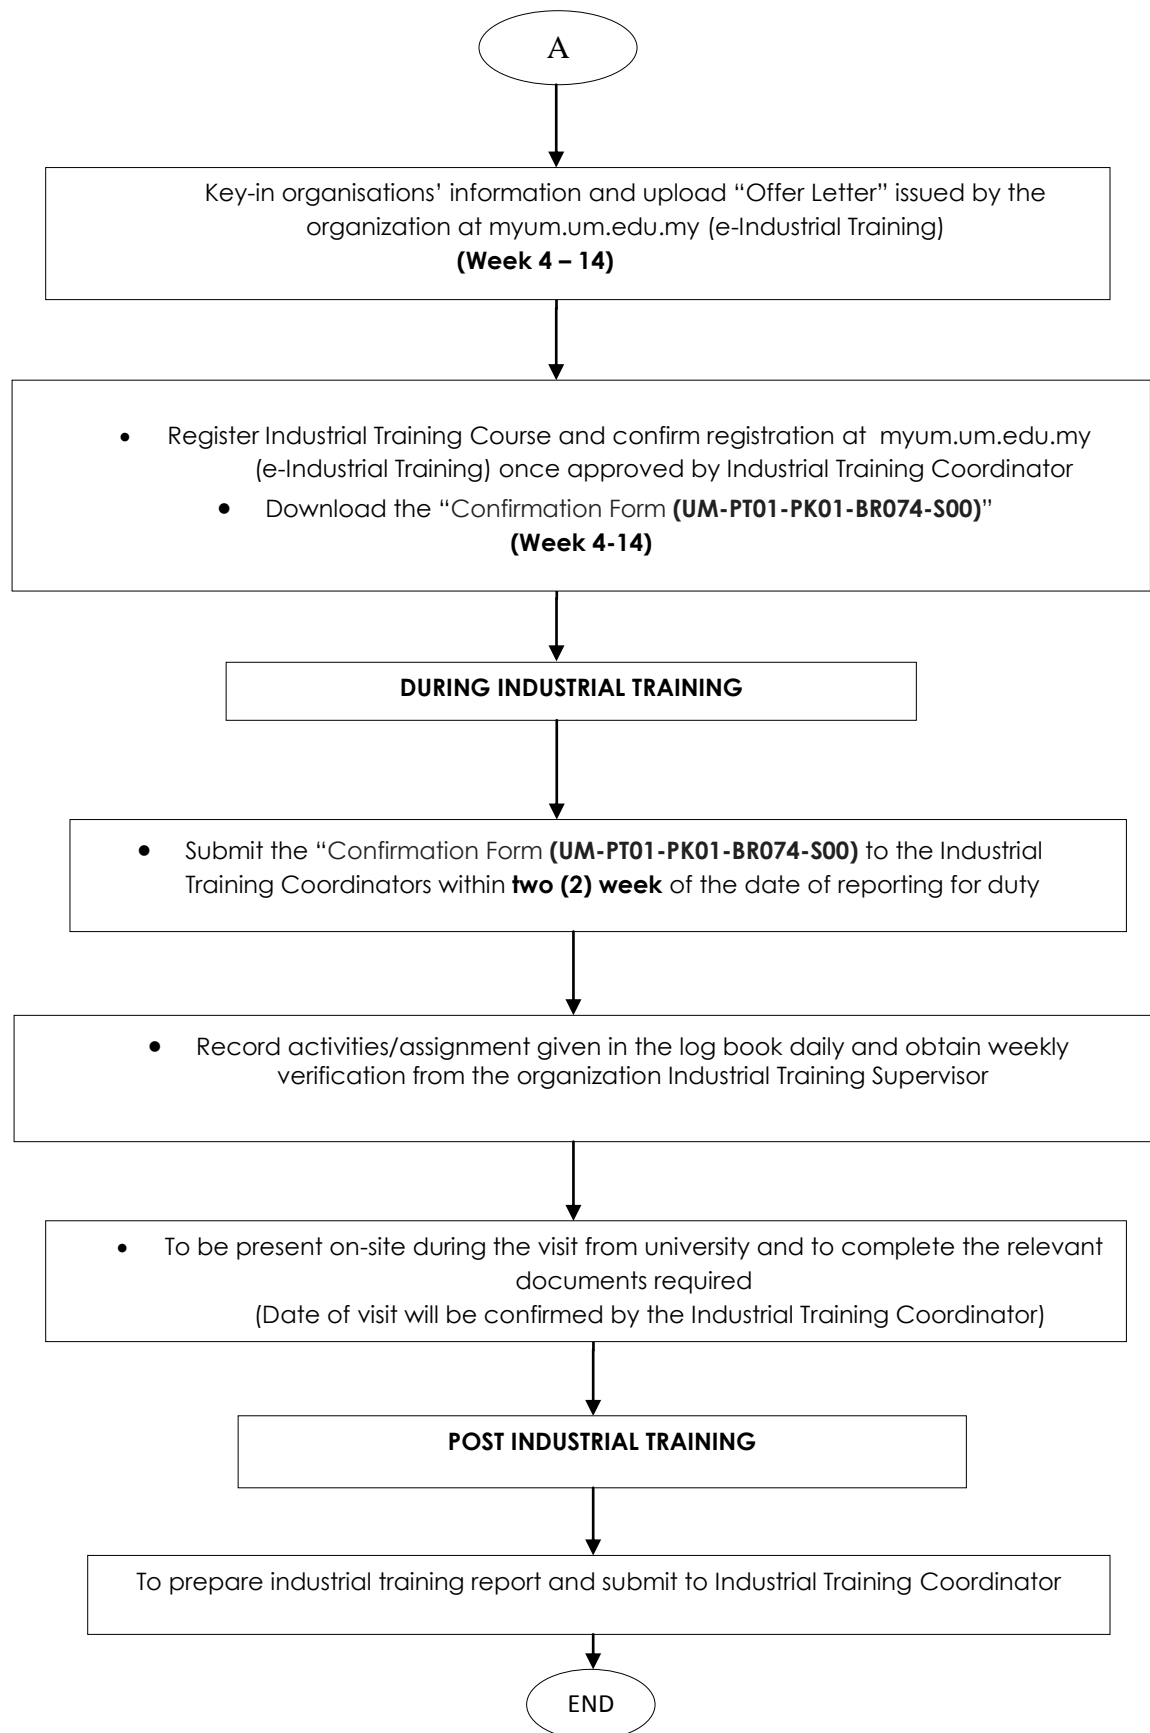 A
Key-in organisations’ information and upload “Offer Letter” issued by the
organization at myum.um.edu.my (e-Industrial Training)
(Week 4 – 14)
• Register Industrial Training Course and confirm registration at myum.um.edu.my
(e-Industrial Training) once approved by Industrial Training Coordinator
• Download the “Confirmation Form (UM-PT01-PK01-BR074-S00)”
(Week 4-14)
DURING INDUSTRIAL TRAINING
• Submit the “Confirmation Form (UM-PT01-PK01-BR074-S00) to the Industrial
Training Coordinators within two (2) week of the date of reporting for duty
• Record activities/assignment given in the log book daily and obtain weekly
verification from the organization Industrial Training Supervisor
• To be present on-site during the visit from university and to complete the relevant
documents required
(Date of visit will be confirmed by the Industrial Training Coordinator)
POST INDUSTRIAL TRAINING
To prepare industrial training report and submit to Industrial Training Coordinator
END